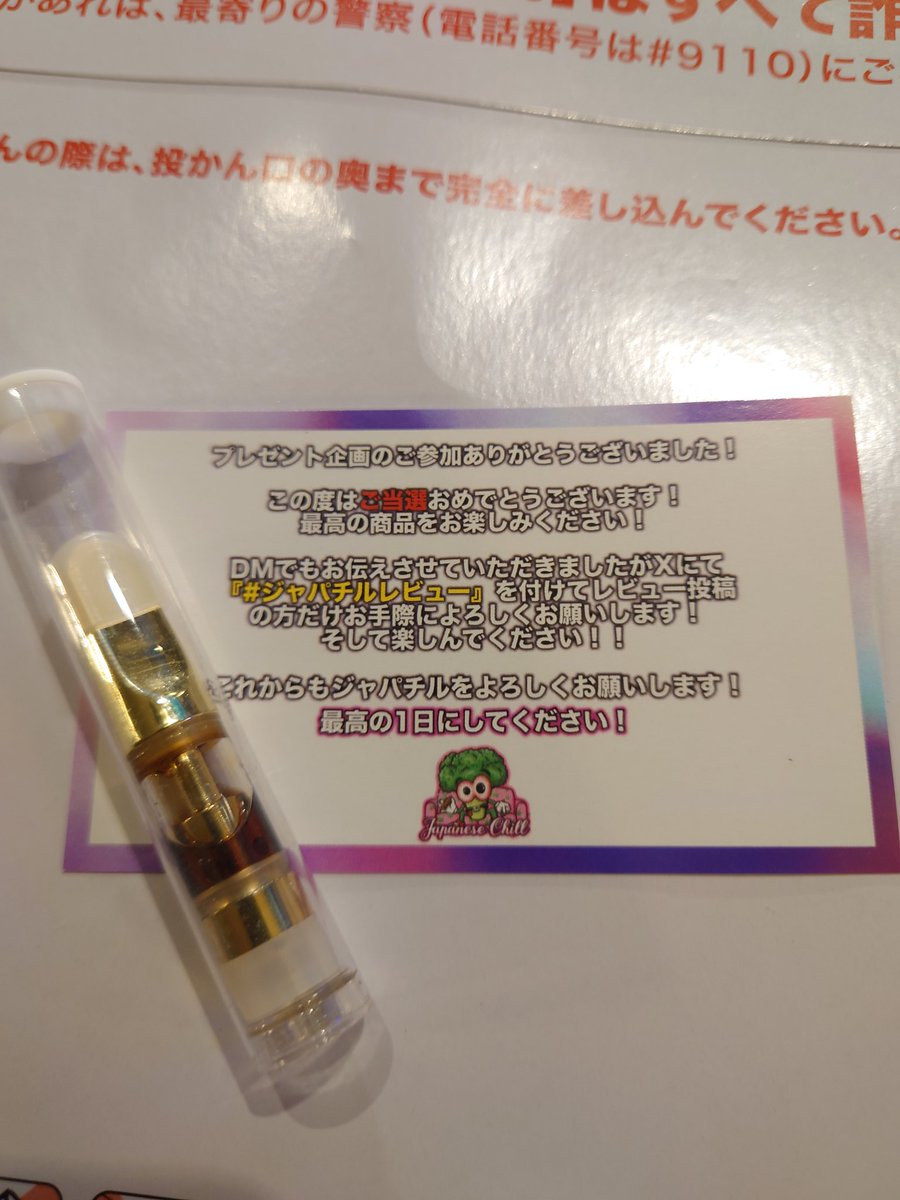 があれば、最寄りの警察(電話番号は#9110)にご
んの際は、投かん口の奥まで完全に差し込んでください。
プレゼント企画のご参加ありがとうございました！
この度はご当選おめでとうございます！
最高の商品をお楽しみください！
DMでもお伝えさせていただきましたがXにて
『#ジャパチルレビュー』を付けてレビュー投稿
の方だけお手際によろしくお願いします！
そして楽しんでください！！
これからもジャパチルをよろしくお願いします！
最高の1日にしてください！
Japanese Chill